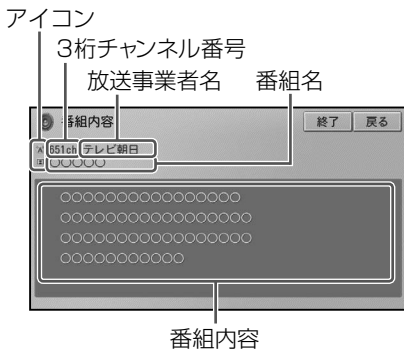 アイコン
3桁チャンネル番号
放送事業者名 番組名
番組内容 終了 戻る
651ch テレビ朝日
○○○○○
○○○○○○○○○○○○○○○○
○○○○○○○○○○○○○○○○○
○○○○○○○○○○○○○○○○○
○○○○○○○○○○○
番組内容